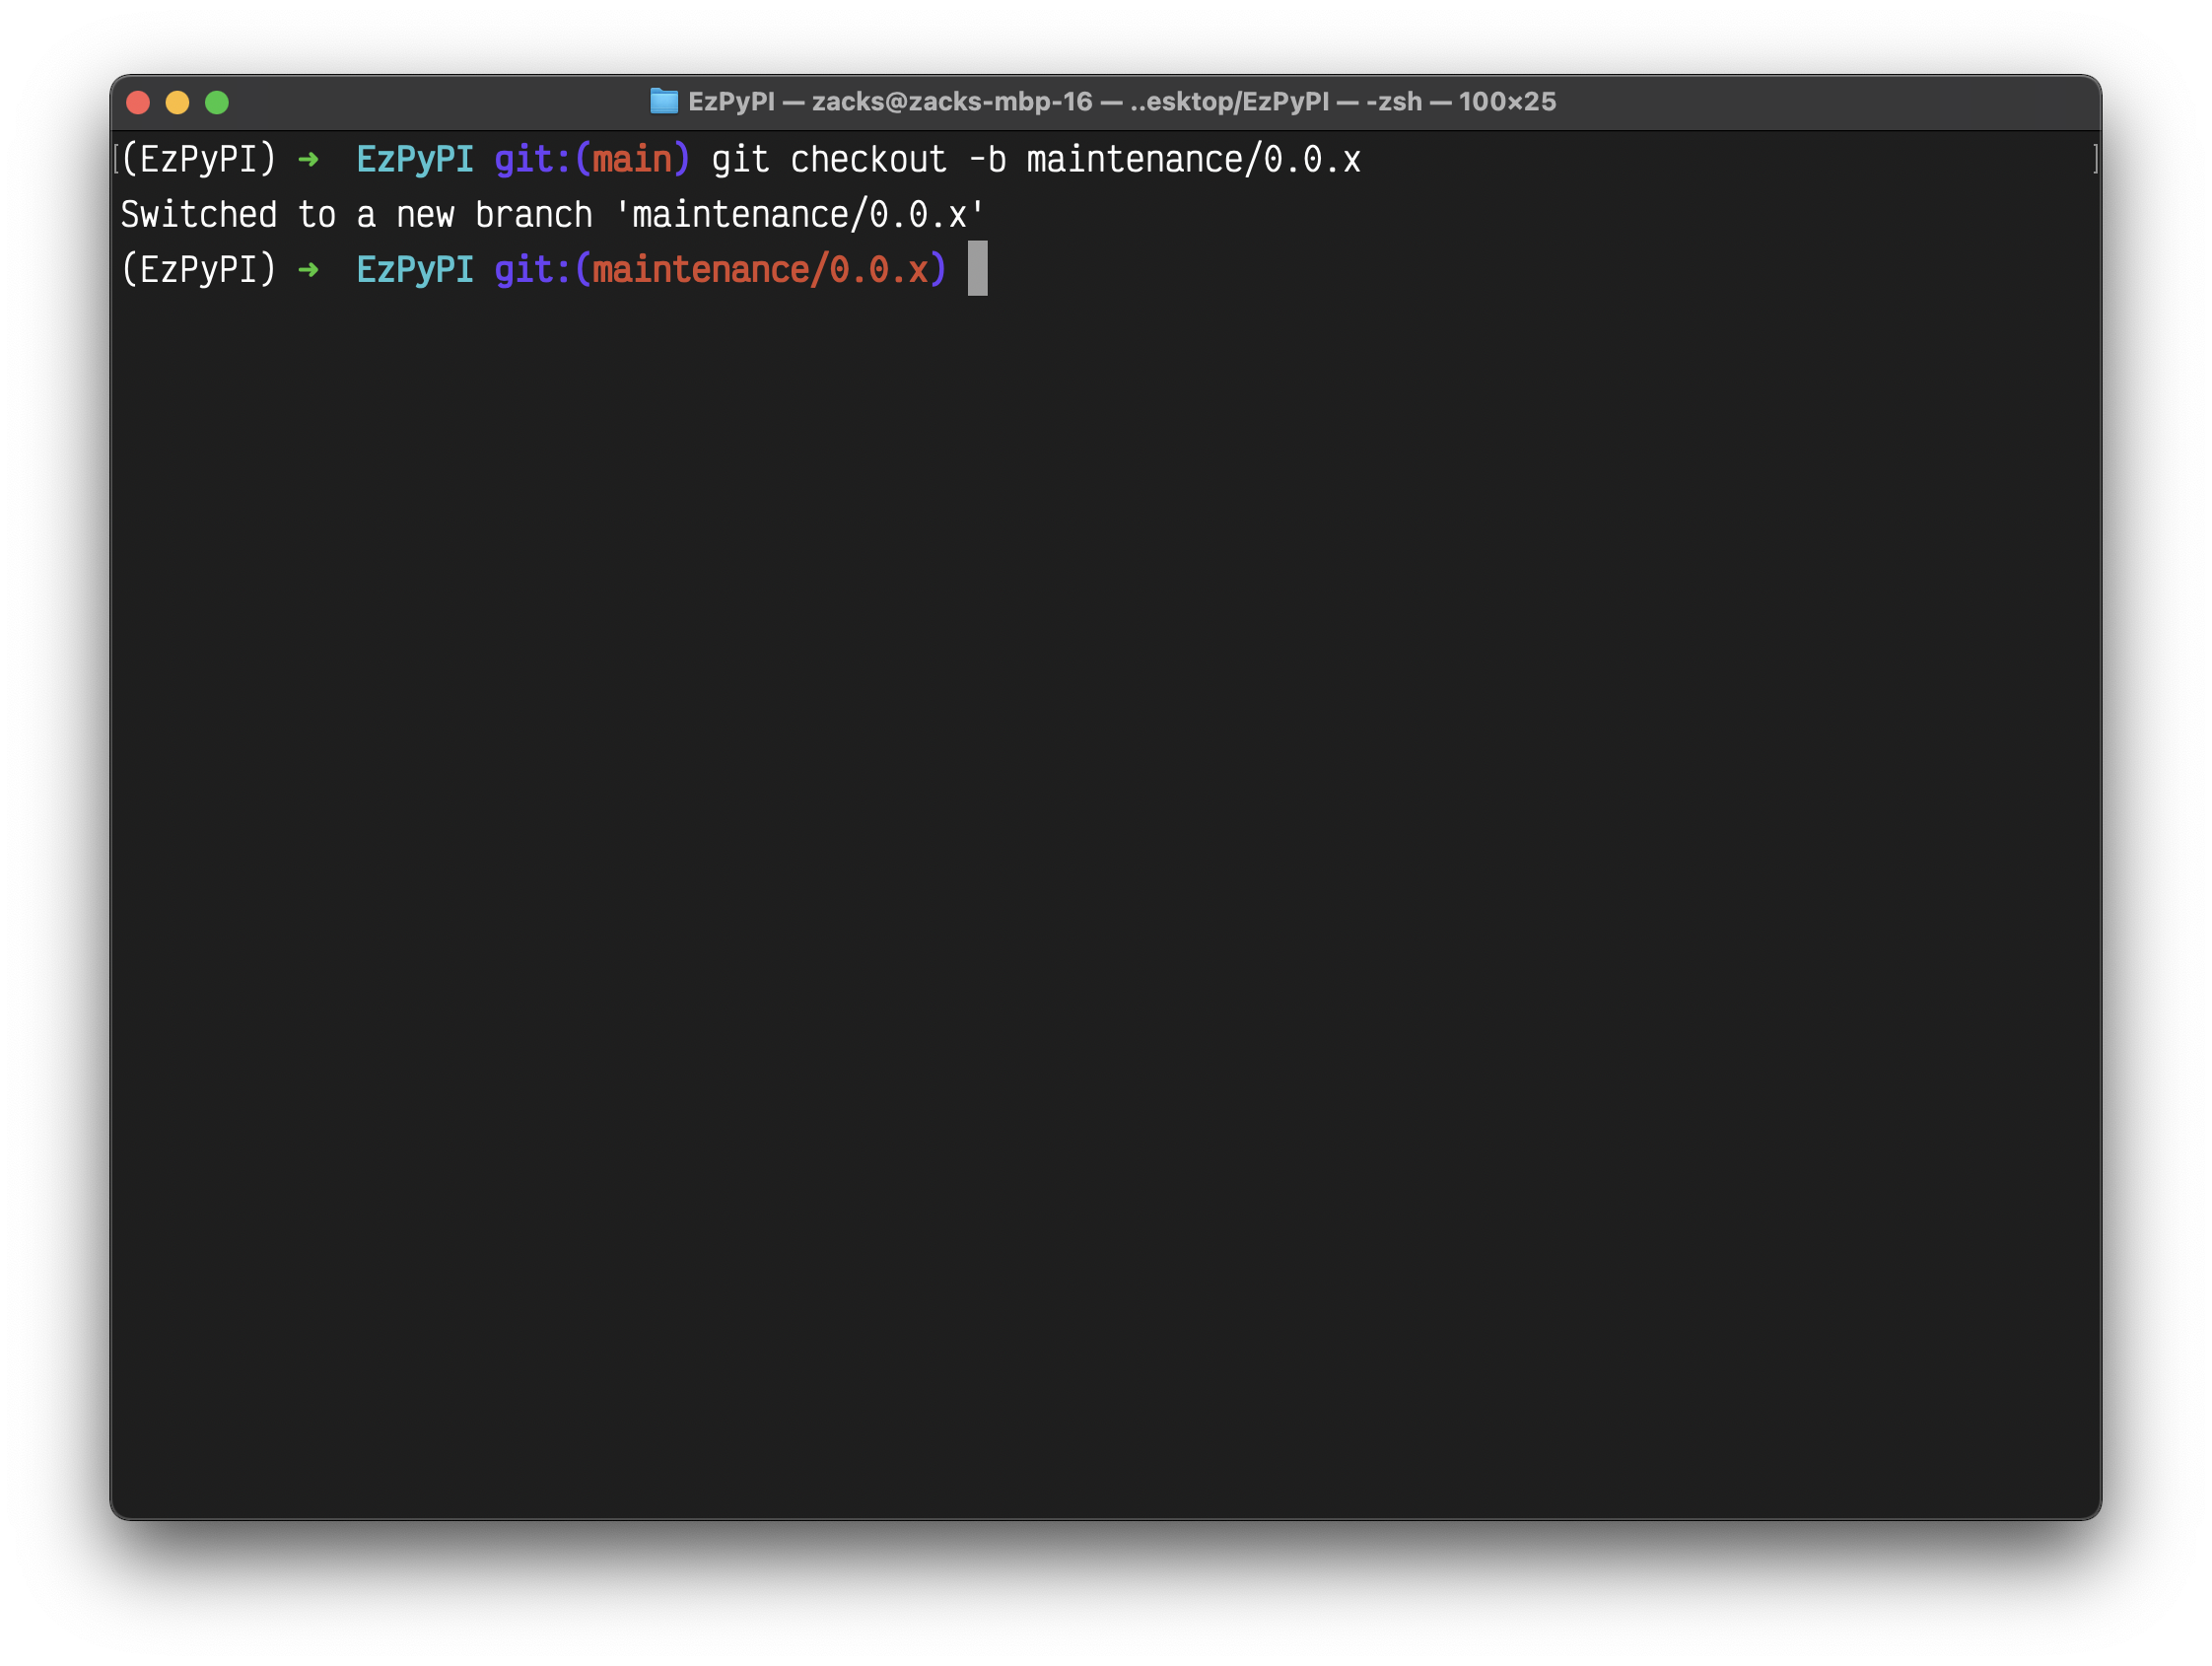 EzPyPI — zacks@zacks-mbp-16 — ..esktop/EzPyPI — -zsh — 100×25
(EzPyPI) ➜  EzPyPI git:(main) git checkout -b maintenance/0.0.x
Switched to a new branch 'maintenance/0.0.x'
(EzPyPI) ➜  EzPyPI git:(maintenance/0.0.x)